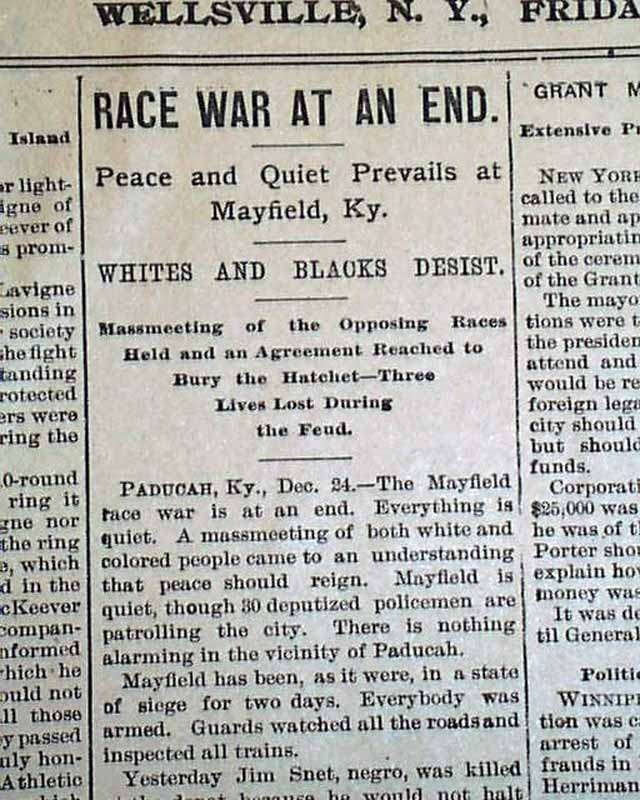 WELLSVILLE, N. Y.,
Island
light-
igne of
eever of
s prom-
Lavigne
sions in
society
the fight
tanding
rotected
ers were
ring the
0-round
ring it
gne nor
the ring
e, which
d in the
cKeever
compan-
nformed
which he
ould not
ll those
y passed
uly hon-
Athletic
RACE WAR AT AN END.
Peace and Quiet Prevails at
Mayfield, Ky.
WHITES AND BLACKS DESIST.
Massmeeting of the Opposing Races
Held and an Agreement Reached to
Bury the Hatchet—Three
Lives Lost During
the Feud.
PADUCAH, Ky., Dec. 24.—The Mayfield
race war is at an end. Everything is
quiet. A massmeeting of both white and
colored people came to an understanding
that peace should reign. Mayfield is
quiet, though 30 deputized policemen are
patrolling the city. There is nothing
alarming in the vicinity of Paducah.
Mayfield has been, as it were, in a state
of siege for two days. Everybody was
armed. Guards watched all the roads and
inspected all trains.
Yesterday Jim Snet, negro, was killed
because he would not halt
GRANT M
Extensive Pr
NEW YORK
called to the
mate and ap
appropriatin
of the cerem
of the Grant
The mayo
tions were t
the presiden
attend and
would be re
foreign lega
city should
but should
funds.
Corporati
$25,000 was
he was of th
Porter shou
explain how
money was
It was de
til General
Politic
WINNIPE
tion was c
arrest of
frauds in
Herriman